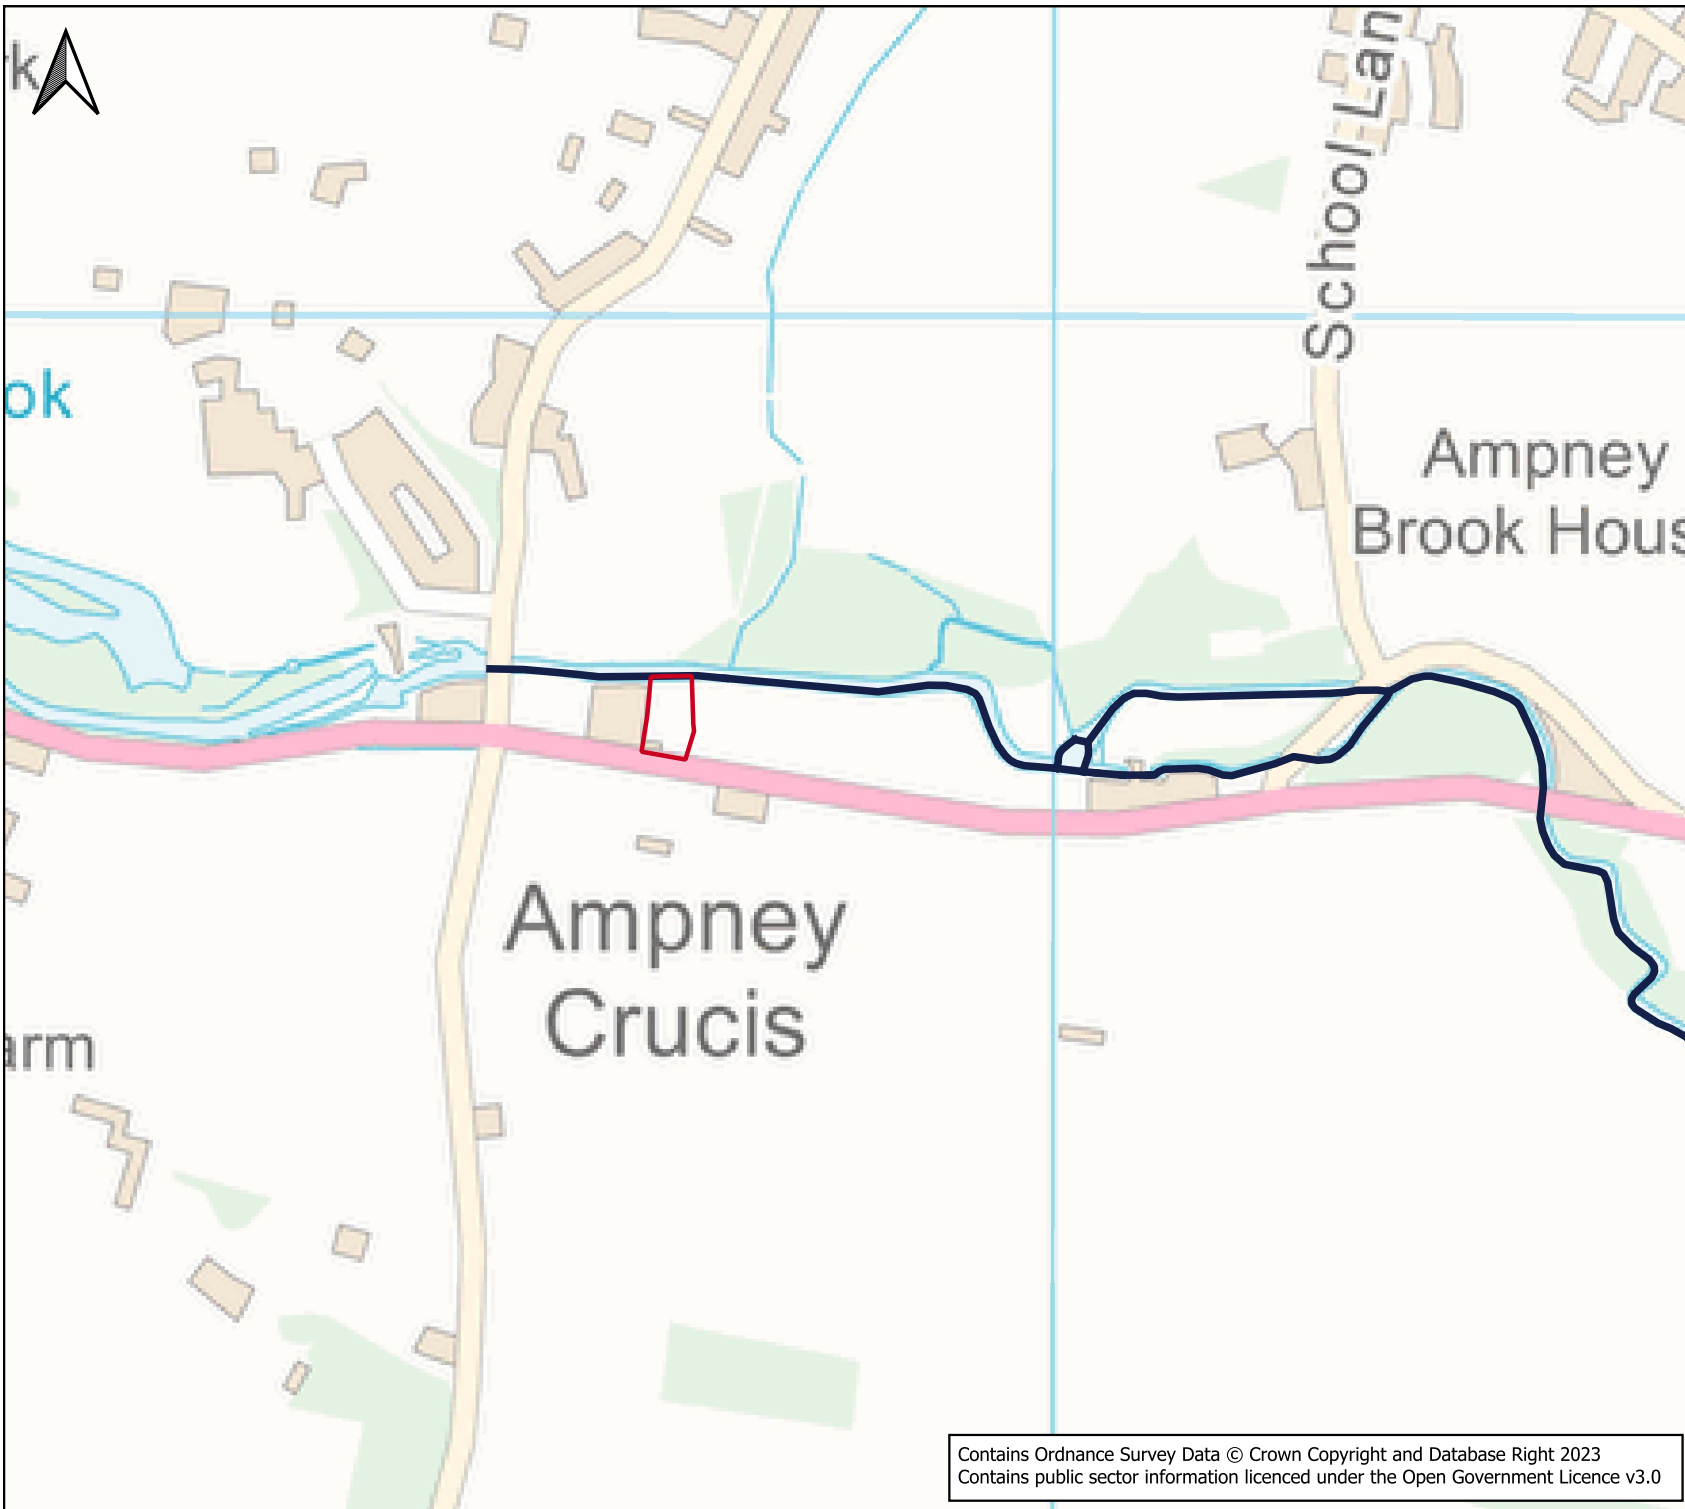 rk
School Lan
ok
Ampney
Brook Hous
Ampney
Crucis
arm
Contains Ordnance Survey Data © Crown Copyright and Database Right 2023
Contains public sector information licenced under the Open Government Licence v3.0